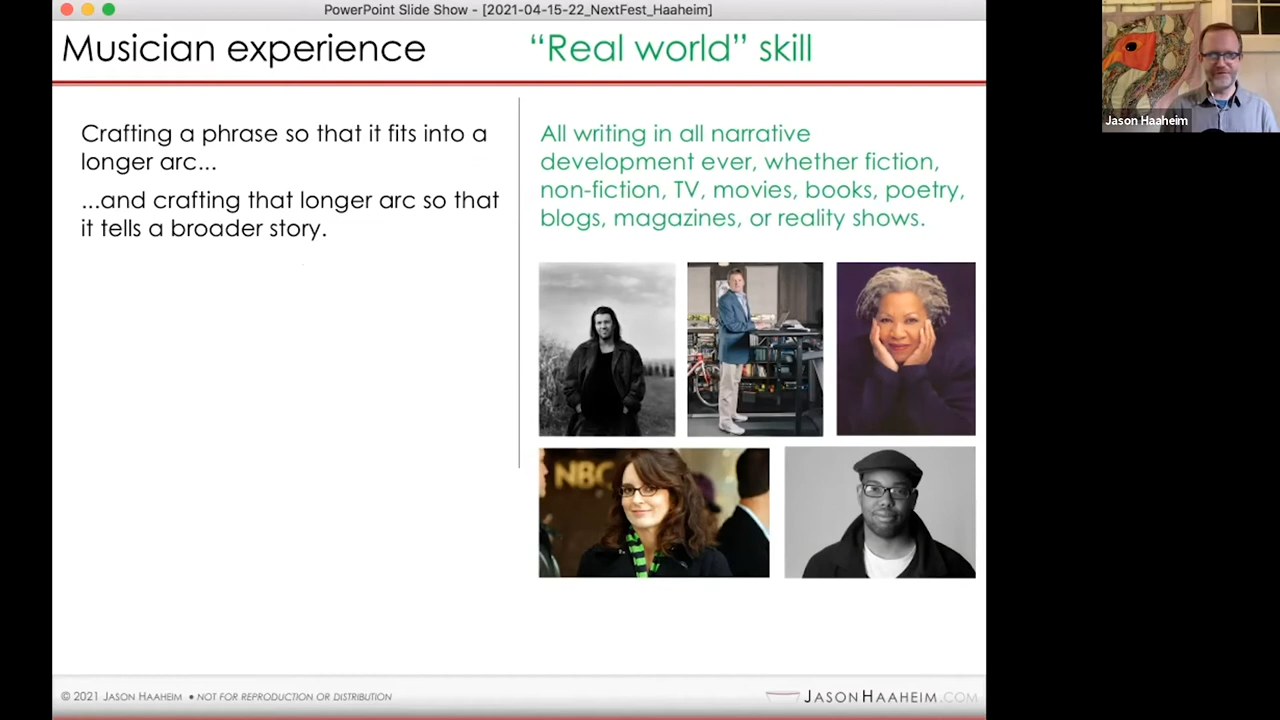 PowerPoint Slide Show - [2021-04-15-22_NextFest_Haaheim]
Musician experience
“Real world” skill
Crafting a phrase so that it fits into a
longer arc...
...and crafting that longer arc so that
it tells a broader story.
All writing in all narrative
development ever, whether fiction,
non-fiction, TV, movies, books, poetry,
blogs, magazines, or reality shows.
NBC
© 2021 JASON HAAHEIM • NOT FOR REPRODUCTION OR DISTRIBUTION
JASONHAAHEIM.COM
Jason Haaheim